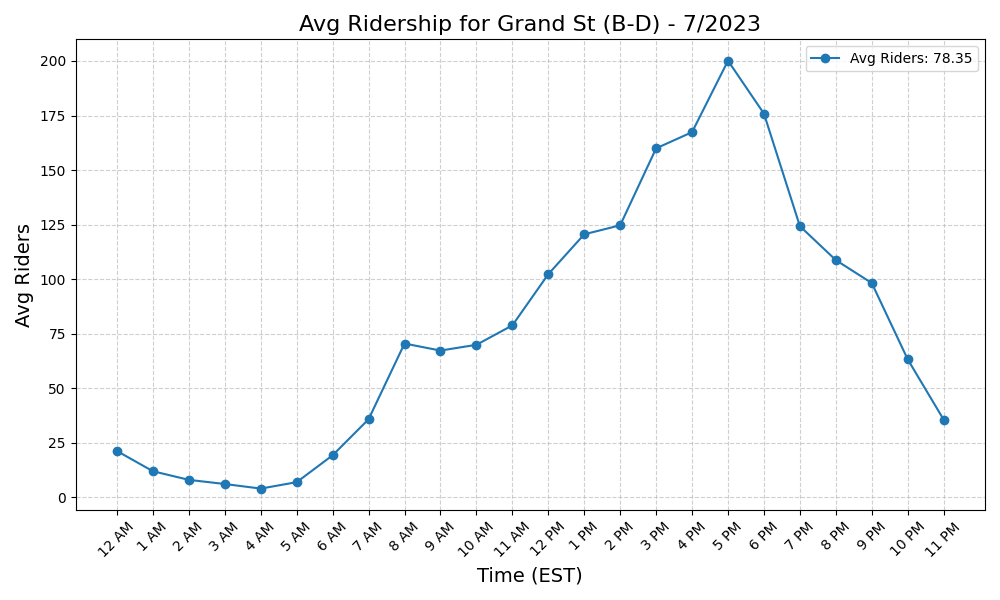 Avg Ridership for Grand St (B-D) - 7/2023
Avg Riders: 78.35
Avg Riders
200
175
150
125
100
75
50
25
0
12 AM
1 AM
2 AM
3 AM
4 AM
5 AM
6 AM
7 AM
8 AM
9 AM
10 AM
11 AM
12 PM
1 PM
2 PM
3 PM
4 PM
5 PM
6 PM
7 PM
8 PM
9 PM
10 PM
11 PM
Time (EST)